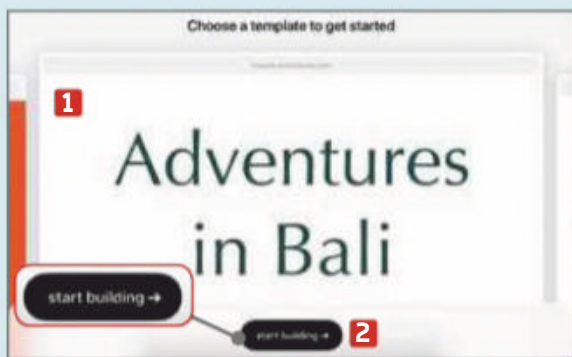 Choose a template to get started
1
Adventures
in Bali
start building →
start building → 2